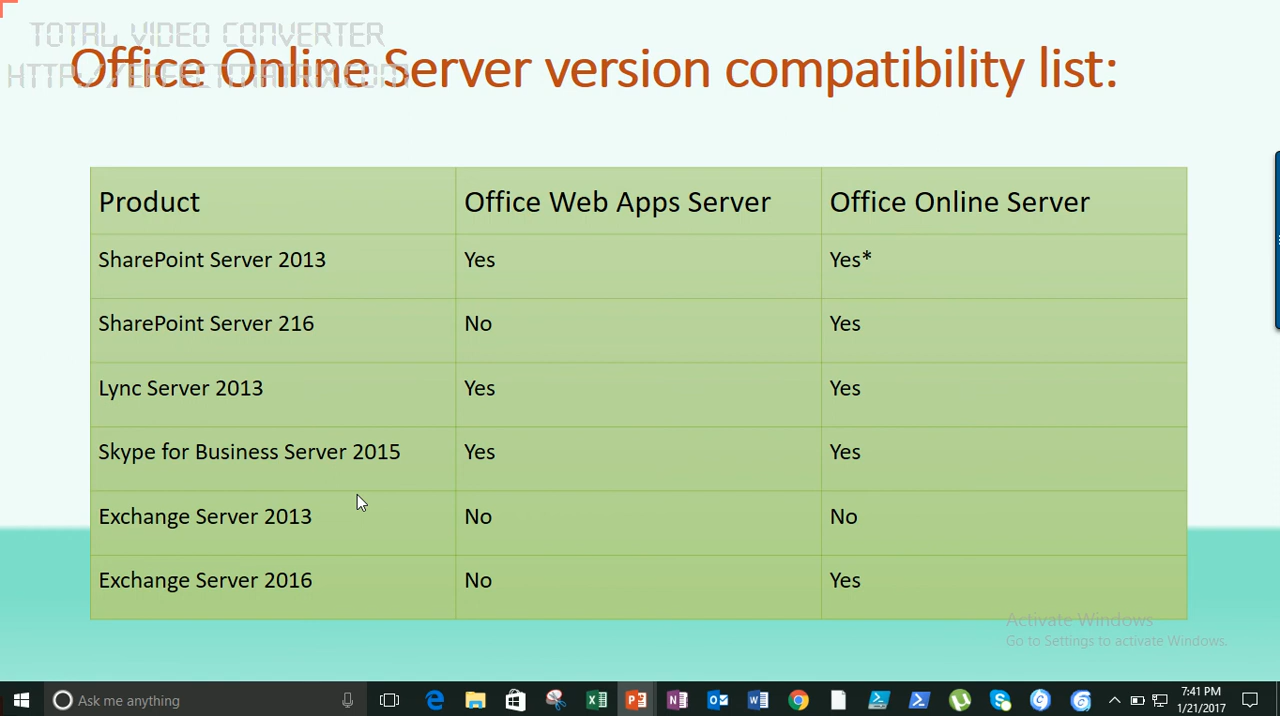 TOTAL VIDEO CONVERTER
HTTP://EFFECTMATRIX.COM
Office Online Server version compatibility list:
Product Office Web Apps Server Office Online Server
SharePoint Server 2013 Yes Yes*
SharePoint Server 216 No Yes
Lync Server 2013 Yes Yes
Skype for Business Server 2015 Yes Yes
Exchange Server 2013 No No
Exchange Server 2016 No Yes
Activate Windows
Go to Settings to activate Windows.
Ask me anything
7:41 PM
1/21/2017